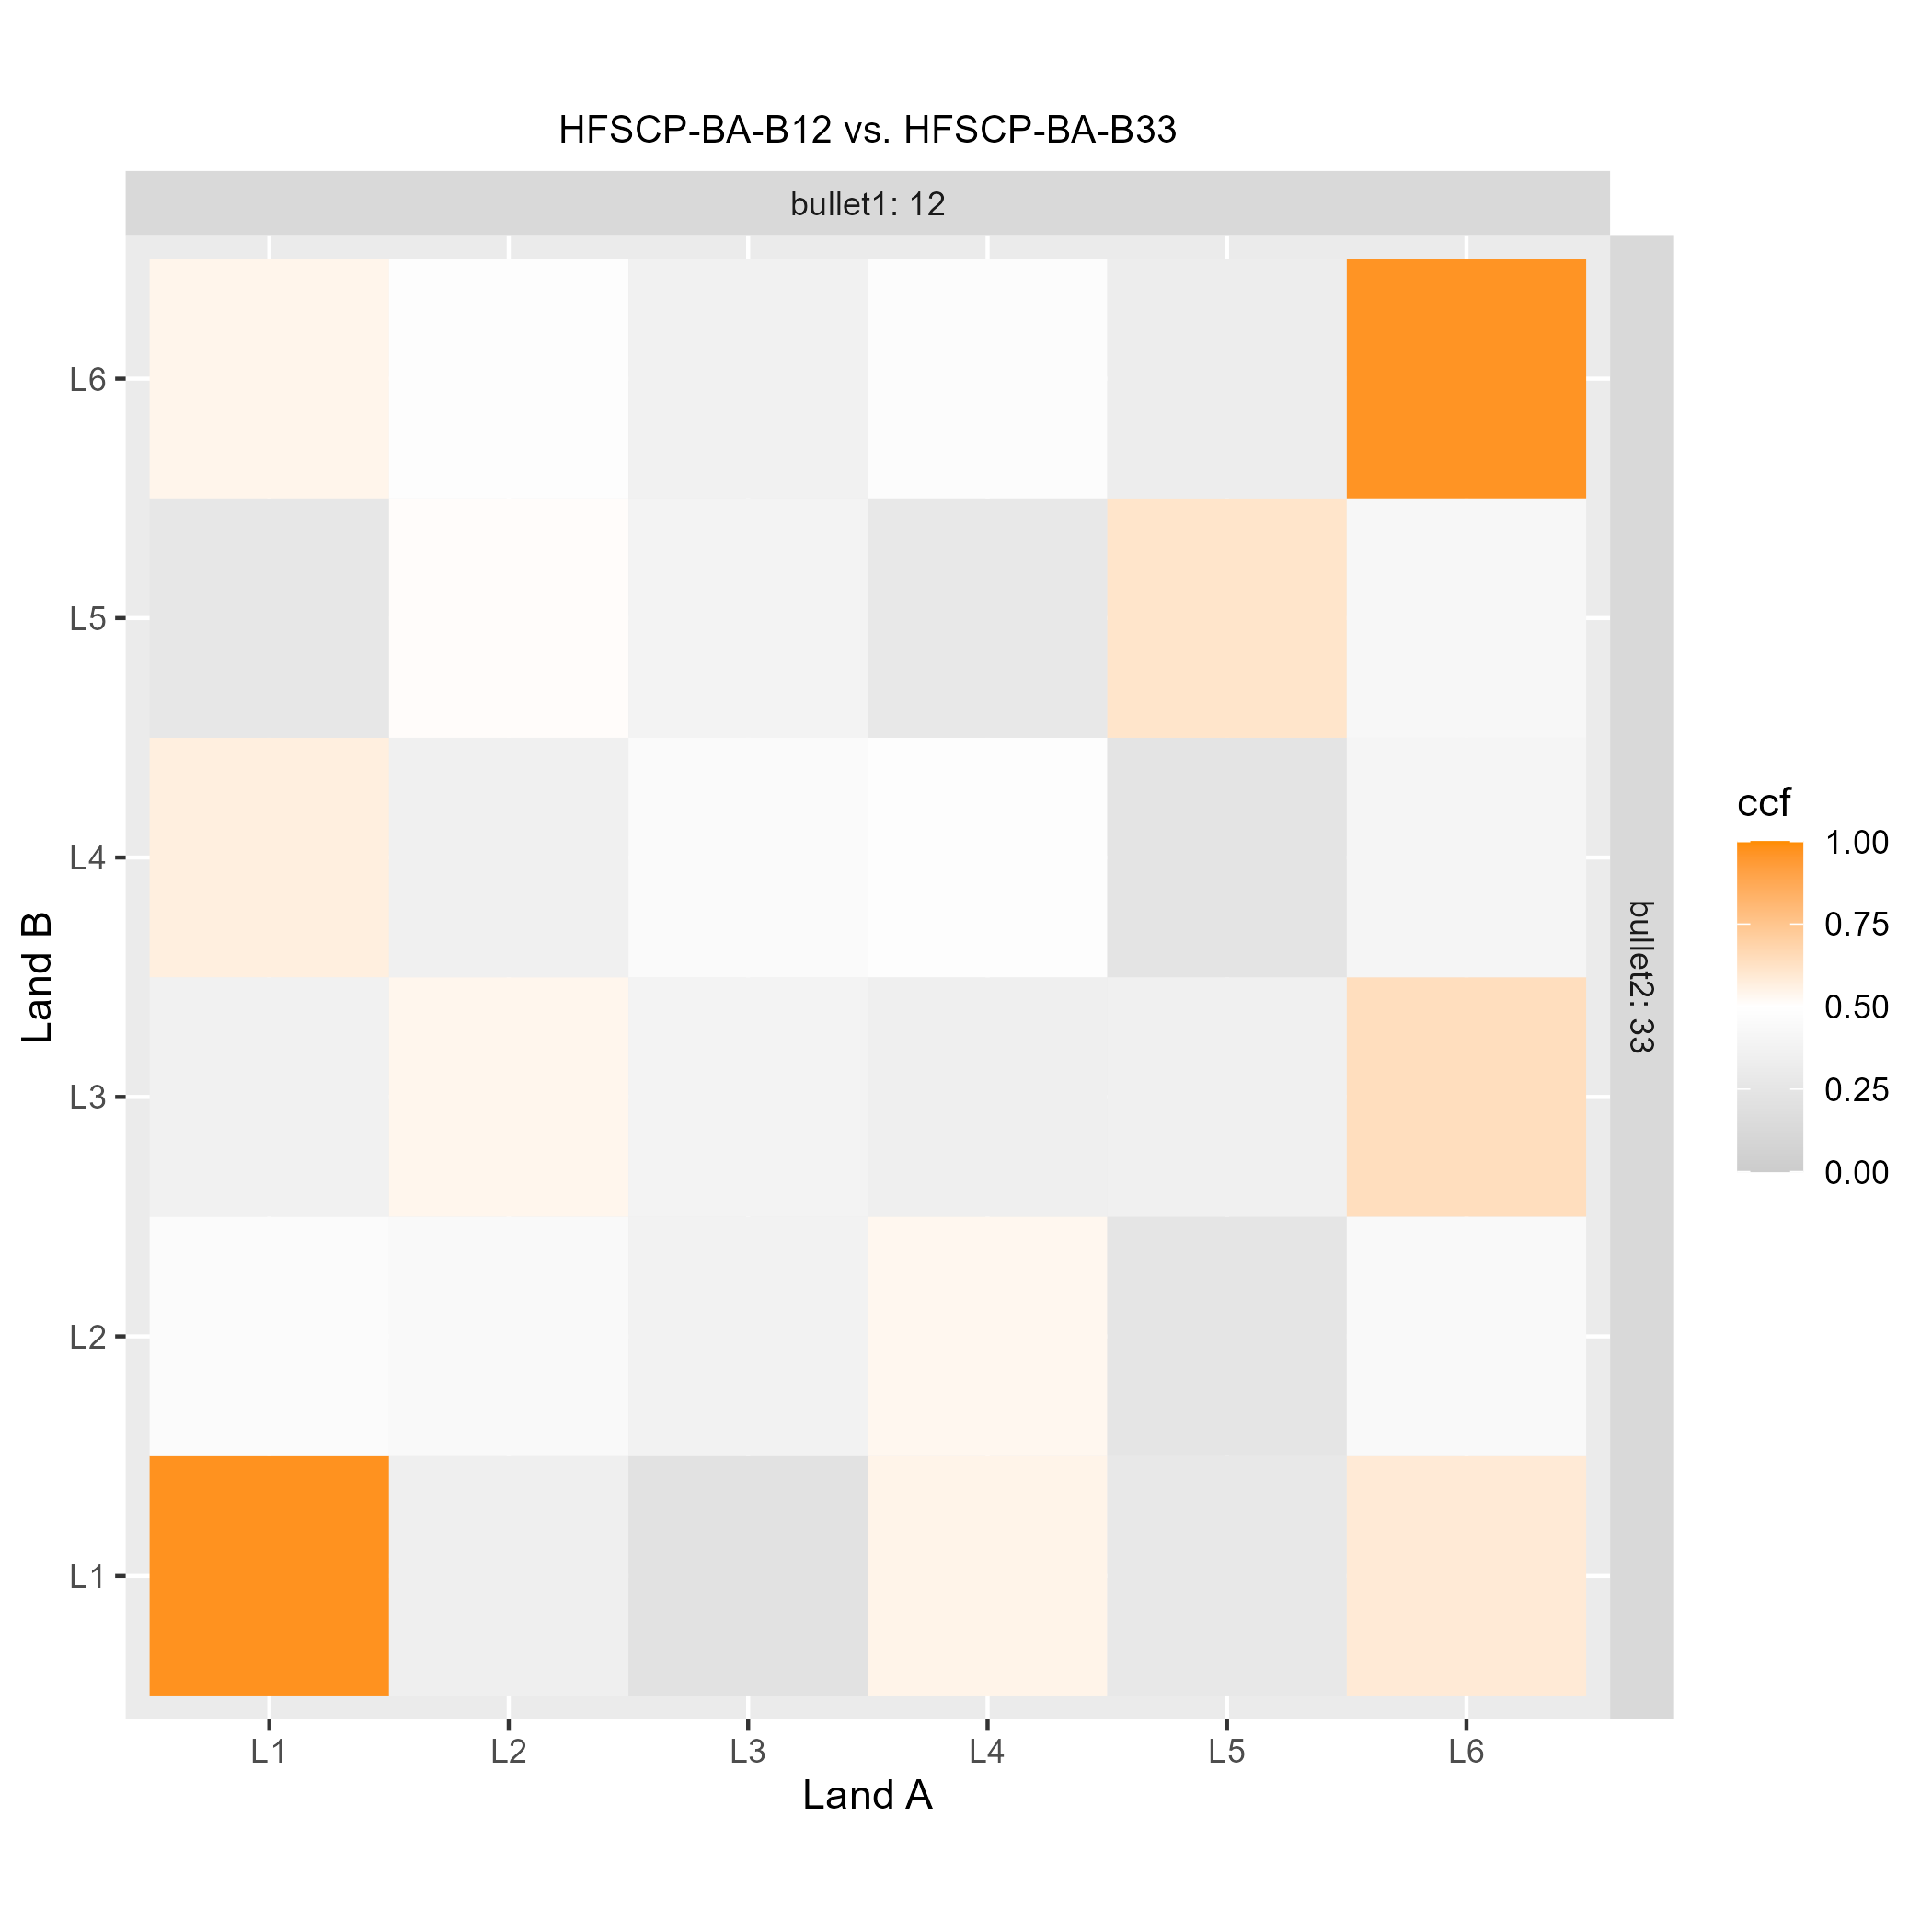 HFSCP-BA-B12 vs. HFSCP-BA-B33
bullet1: 12
L6
L5
L4
L3
L2
L1
Land B
bullet2: 33
L1 L2 L3 L4 L5 L6
Land A
ccf
1.00
0.75
0.50
0.25
0.00